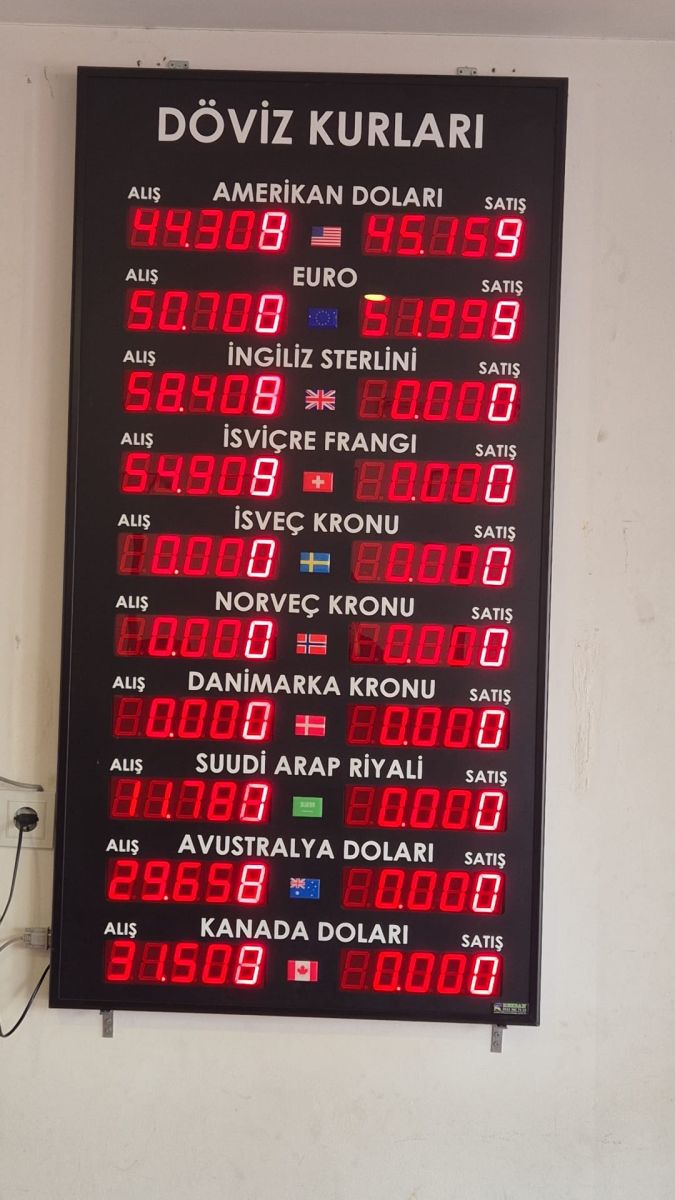 DÖVİZ KURLARI
ALIŞ AMERİKAN DOLARI SATIŞ
44.308 45.159
ALIŞ EURO SATIŞ
50.700 51.999
ALIŞ İNGİLİZ STERLİNİ SATIŞ
58.408 0.000
ALIŞ İSVİÇRE FRANGI SATIŞ
54.908 0.000
ALIŞ İSVEÇ KRONU SATIŞ
0.000 0.000
ALIŞ NORVEÇ KRONU SATIŞ
0.000 0.000
ALIŞ DANİMARKA KRONU SATIŞ
0.000 0.000
ALIŞ SUUDİ ARAP RİYALİ SATIŞ
11.780 0.000
ALIŞ AVUSTRALYA DOLARI SATIŞ
29.658 0.000
ALIŞ KANADA DOLARI SATIŞ
31.508 0.000